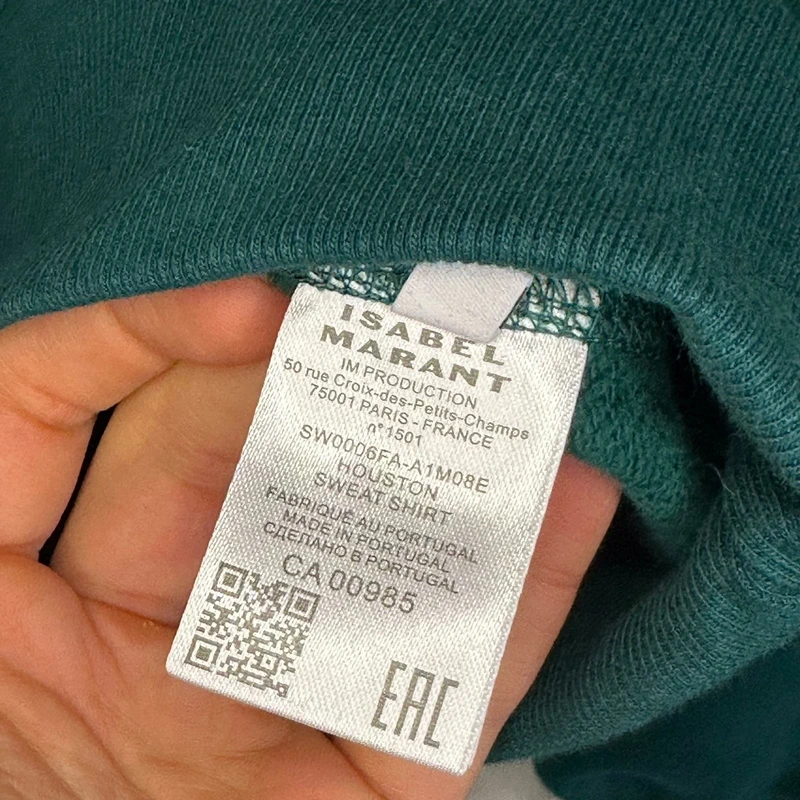 ISABEL
MARANT
IM PRODUCTION
50 rue Croix-des-Petits-Champs
75001 PARIS - FRANCE
n°1501
SW0006FA-A1M08E
HOUSTON
SWEAT SHIRT
FABRIQUÉ AU PORTUGAL
MADE IN PORTUGAL
СДЕЛАНО В PORTUGAL
CA 00985
EAC